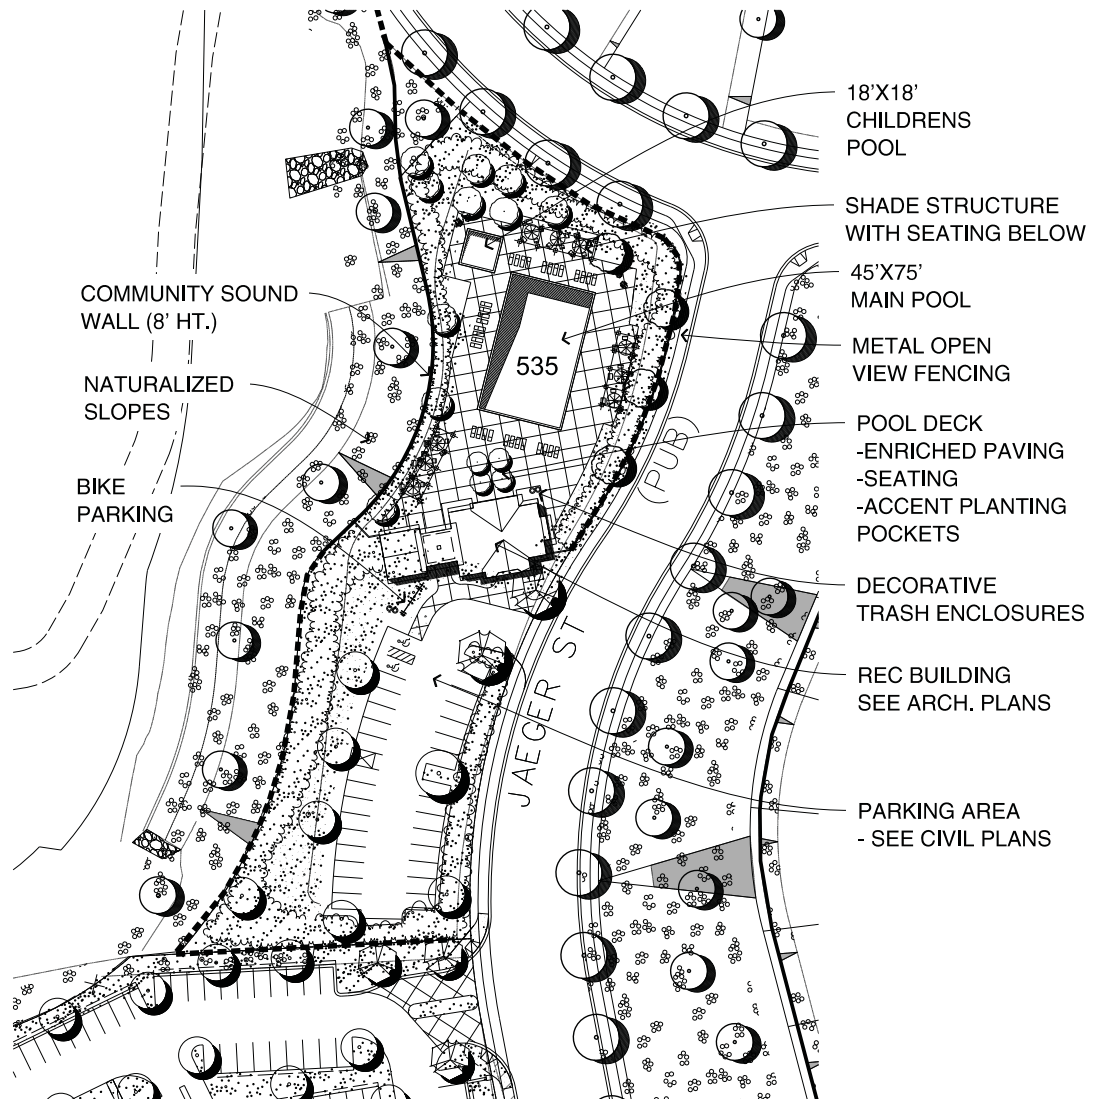 18'X18'
CHILDRENS
POOL
SHADE STRUCTURE
WITH SEATING BELOW
45'X75'
MAIN POOL
COMMUNITY SOUND
WALL (8' HT.)
METAL OPEN
VIEW FENCING
535
NATURALIZED
SLOPES
POOL DECK
-ENRICHED PAVING
-SEATING
-ACCENT PLANTING
POCKETS
(PUB)
BIKE
PARKING
DECORATIVE
TRASH ENCLOSURES
REC BUILDING
SEE ARCH. PLANS
JAEGER ST
PARKING AREA
- SEE CIVIL PLANS